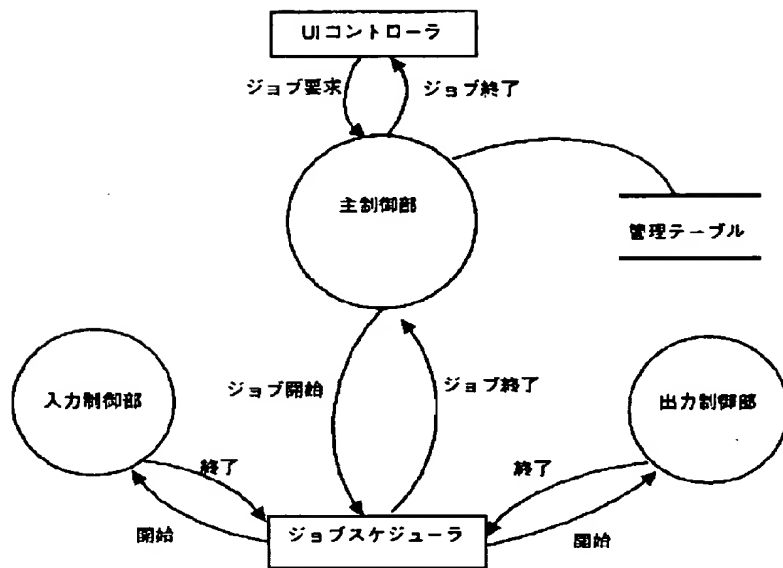 UIコントローラ
ジョブ要求
ジョブ終了
主制御部
管理テーブル
入力制御部
ジョブ開始
ジョブ終了
出力制御部
終了
終了
開始
ジョブスケジューラ
開始